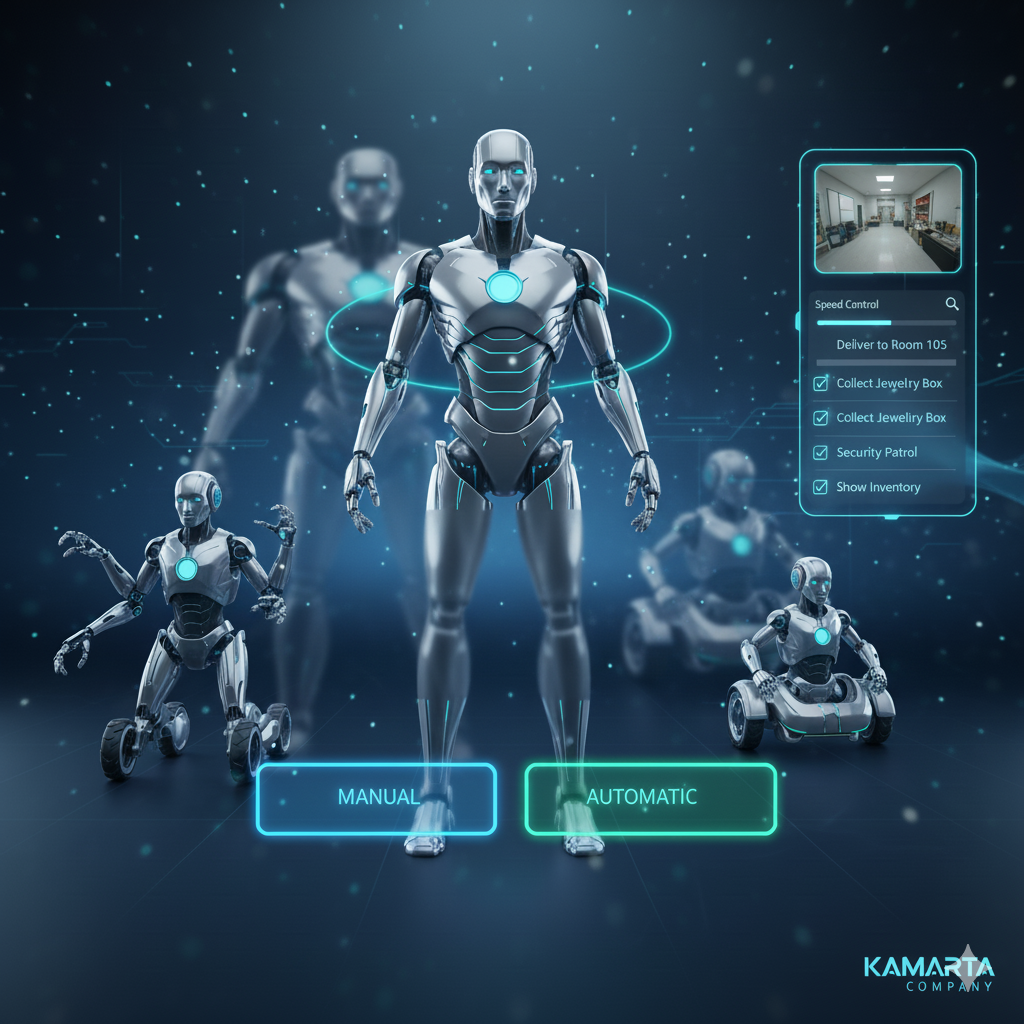 Speed Control
Deliver to Room 105
Collect Jewelry Box
Collect Jeweliry Box
Security Patrol
Show Inventory
MANUAL
AUTOMATIC
KAMARTA
COMPANY